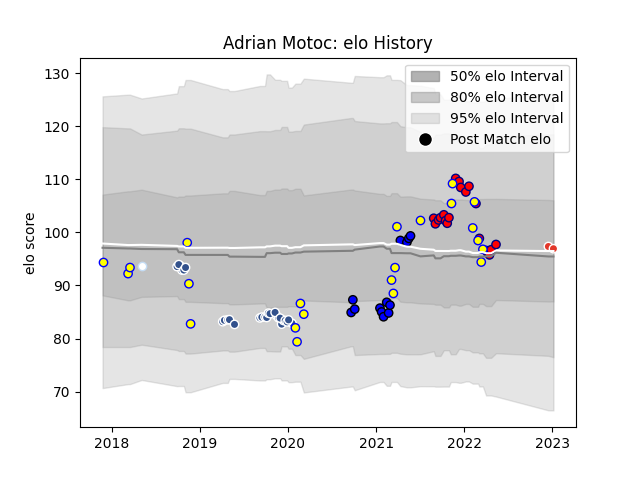 Adrian Motoc: elo History
50% elo Interval
80% elo Interval
95% elo Interval
Post Match elo
elo score
130
120
110
100
90
80
70
2018 2019 2020 2021 2022 2023